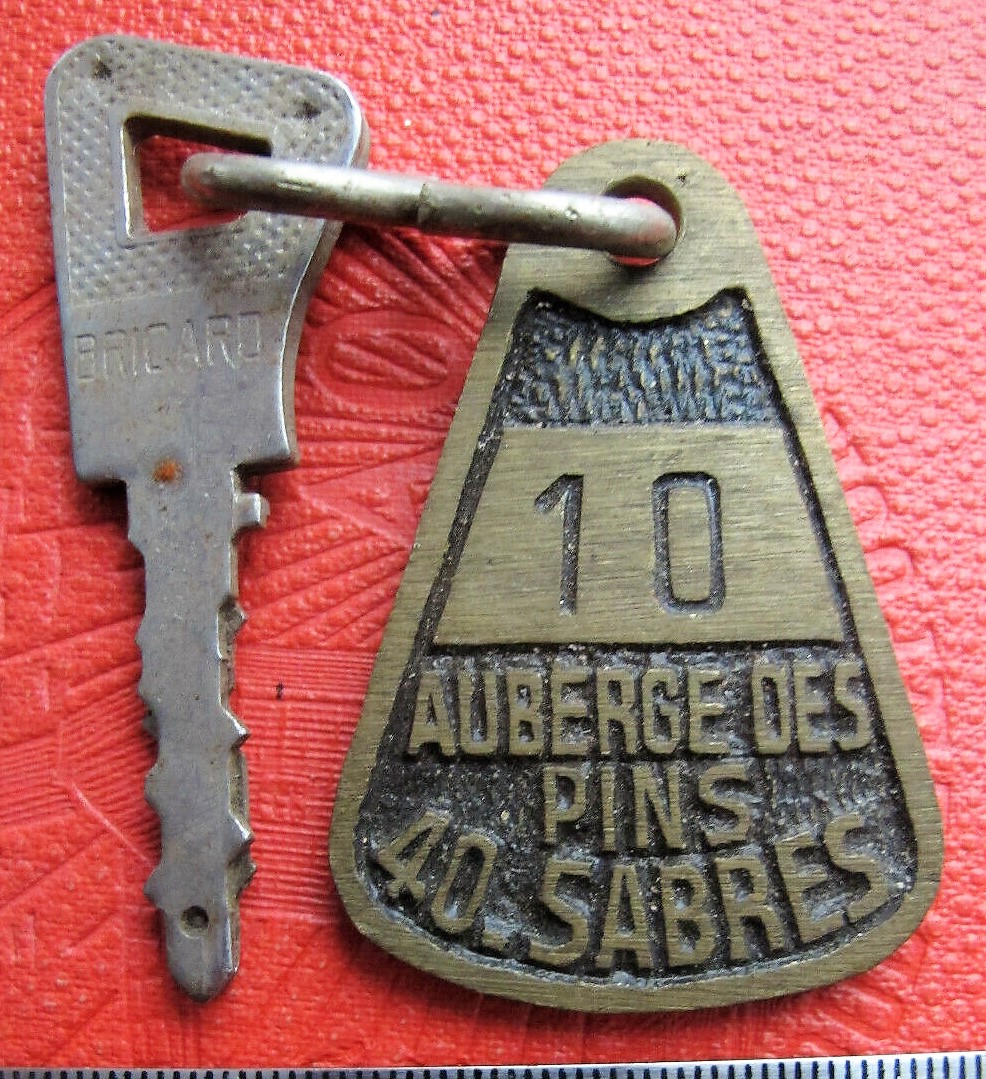 BRICARD
10
AUBERGE DES
PINS
40.SABRES